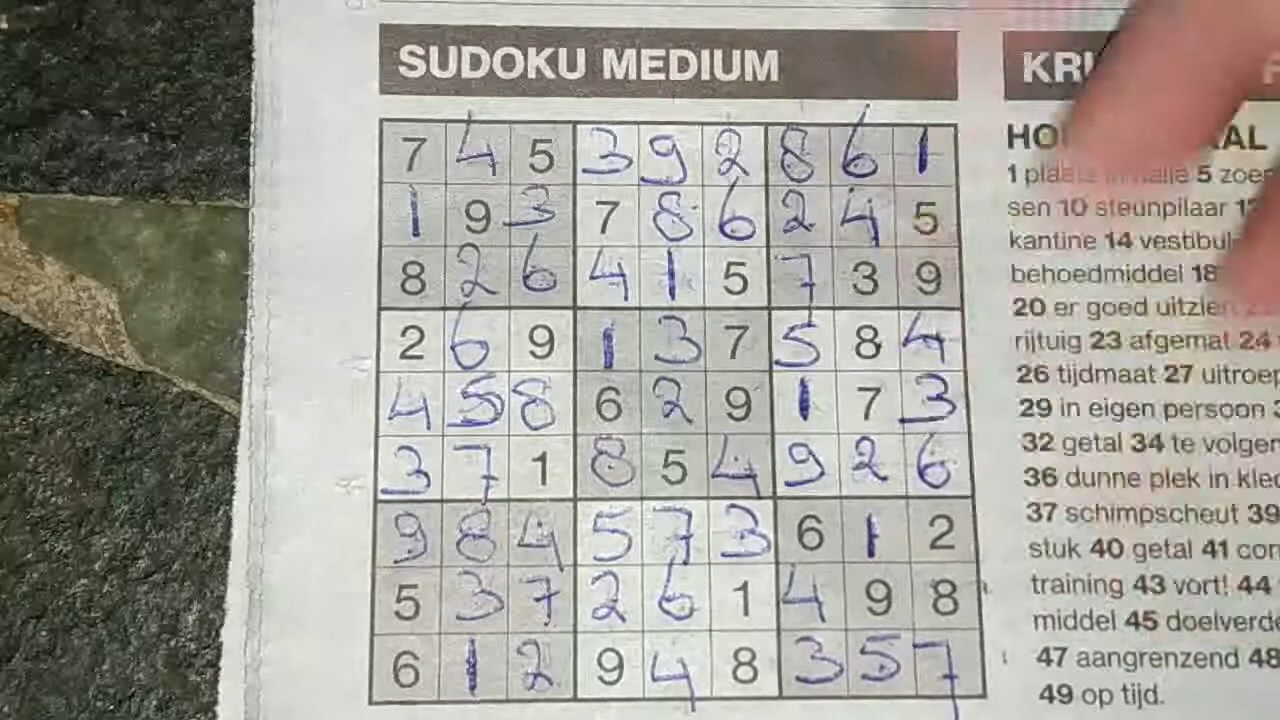 SUDOKU MEDIUM
7 4 5 3 9 2 8 6 1
1 9 3 7 8 6 2 4 5
8 2 6 4 1 5 7 3 9
2 6 9 1 3 7 5 8 4
4 5 8 6 2 9 1 7 3
3 7 1 8 5 4 9 2 6
9 8 4 5 7 3 6 1 2
5 3 7 2 6 1 4 9 8
6 1 2 9 4 8 3 5 7
KRU
HO AL
1 5 zoe
sen 10 steunpilaar 1
kantine 14 vestibul
behoedmiddel 18
20 er goed uitzien
rijtuig 23 afgemat 24
26 tijdmaat 27 uitroe
29 in eigen persoon
32 getal 34 te volge
36 dunne plek in kle
37 schimpscheut 39
stuk 40 getal 41 con
training 43 vort! 44
middel 45 doelverde
47 aangrenzend 48
49 op tijd.